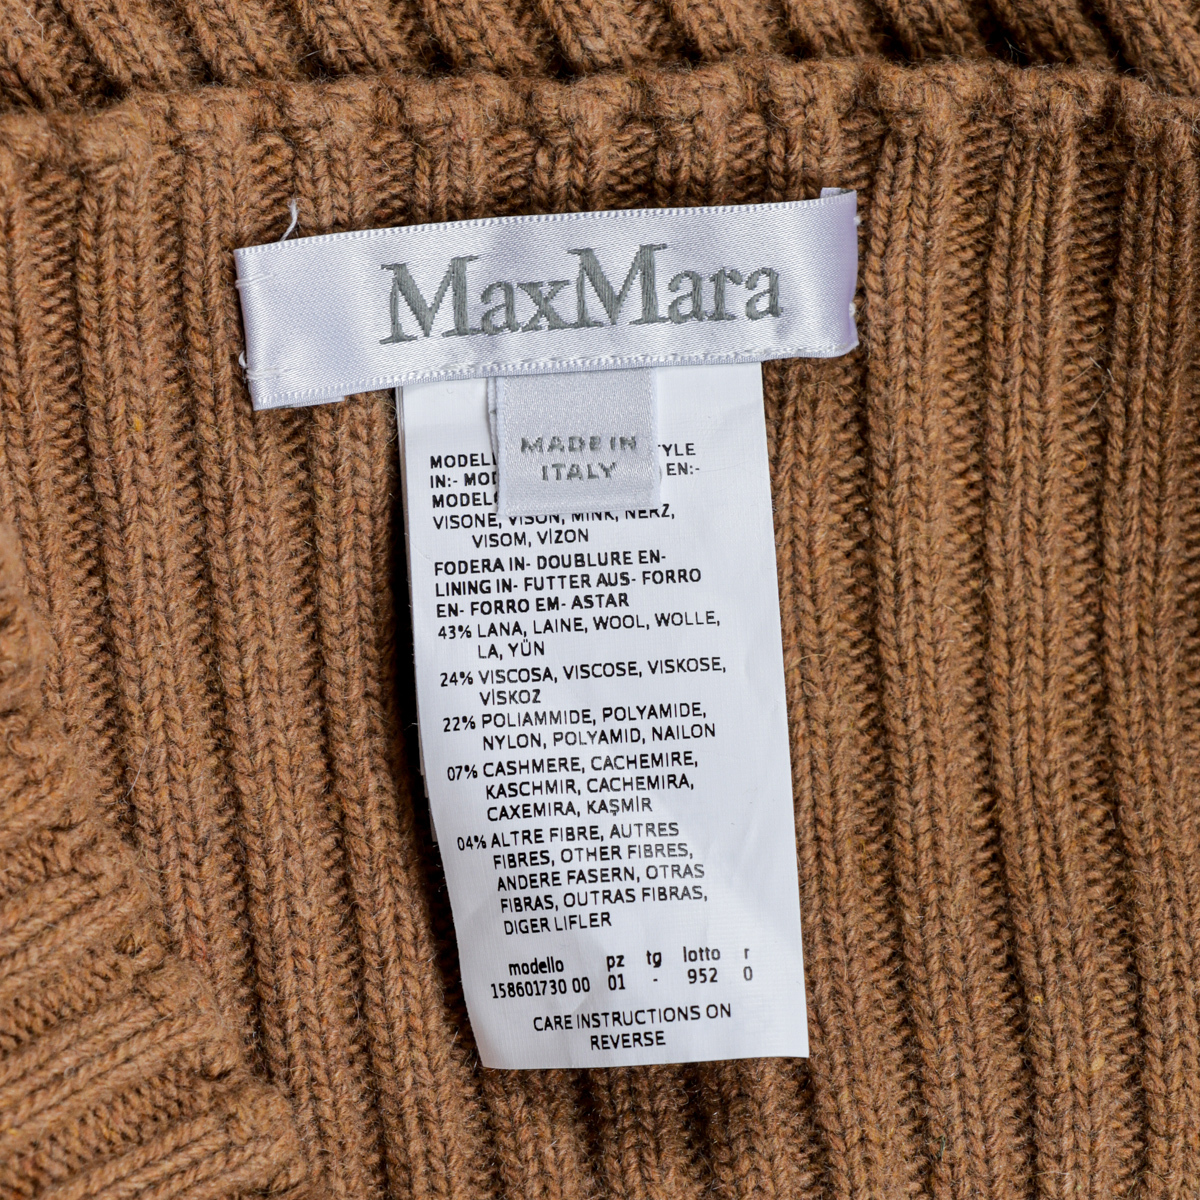 MaxMara
MADE IN
ITALY
MODEL
YLE
IN:-
EN:-
VISONE, VISON, MINK, NERZ,
VISOM, VİZON
FODERA IN- DOUBLURE EN-
LINING IN- FUTTER AUS- FORRO
EN- FORRO EM- ASTAR
43% LANA, LAINE, WOOL, WOLLE,
LA, YÜN
24% VISCOSA, VISCOSE, VISKOSE,
VİSKOZ
22% POLIAMMIDE, POLYAMIDE,
NYLON, POLYAMID, NAILON
07% CASHMERE, CACHEMIRE,
KASCHMIR, CACHEMIRA,
CAXEMIRA, KAŞMİR
04% ALTRE FIBRE, AUTRES
FIBRES, OTHER FIBRES,
ANDERE FASERN, OTRAS
FIBRAS, OUTRAS FIBRAS,
DIGER LIFLER
modello pz tg lotto r
158601730 00 01 - 952 0
CARE INSTRUCTIONS ON
REVERSE